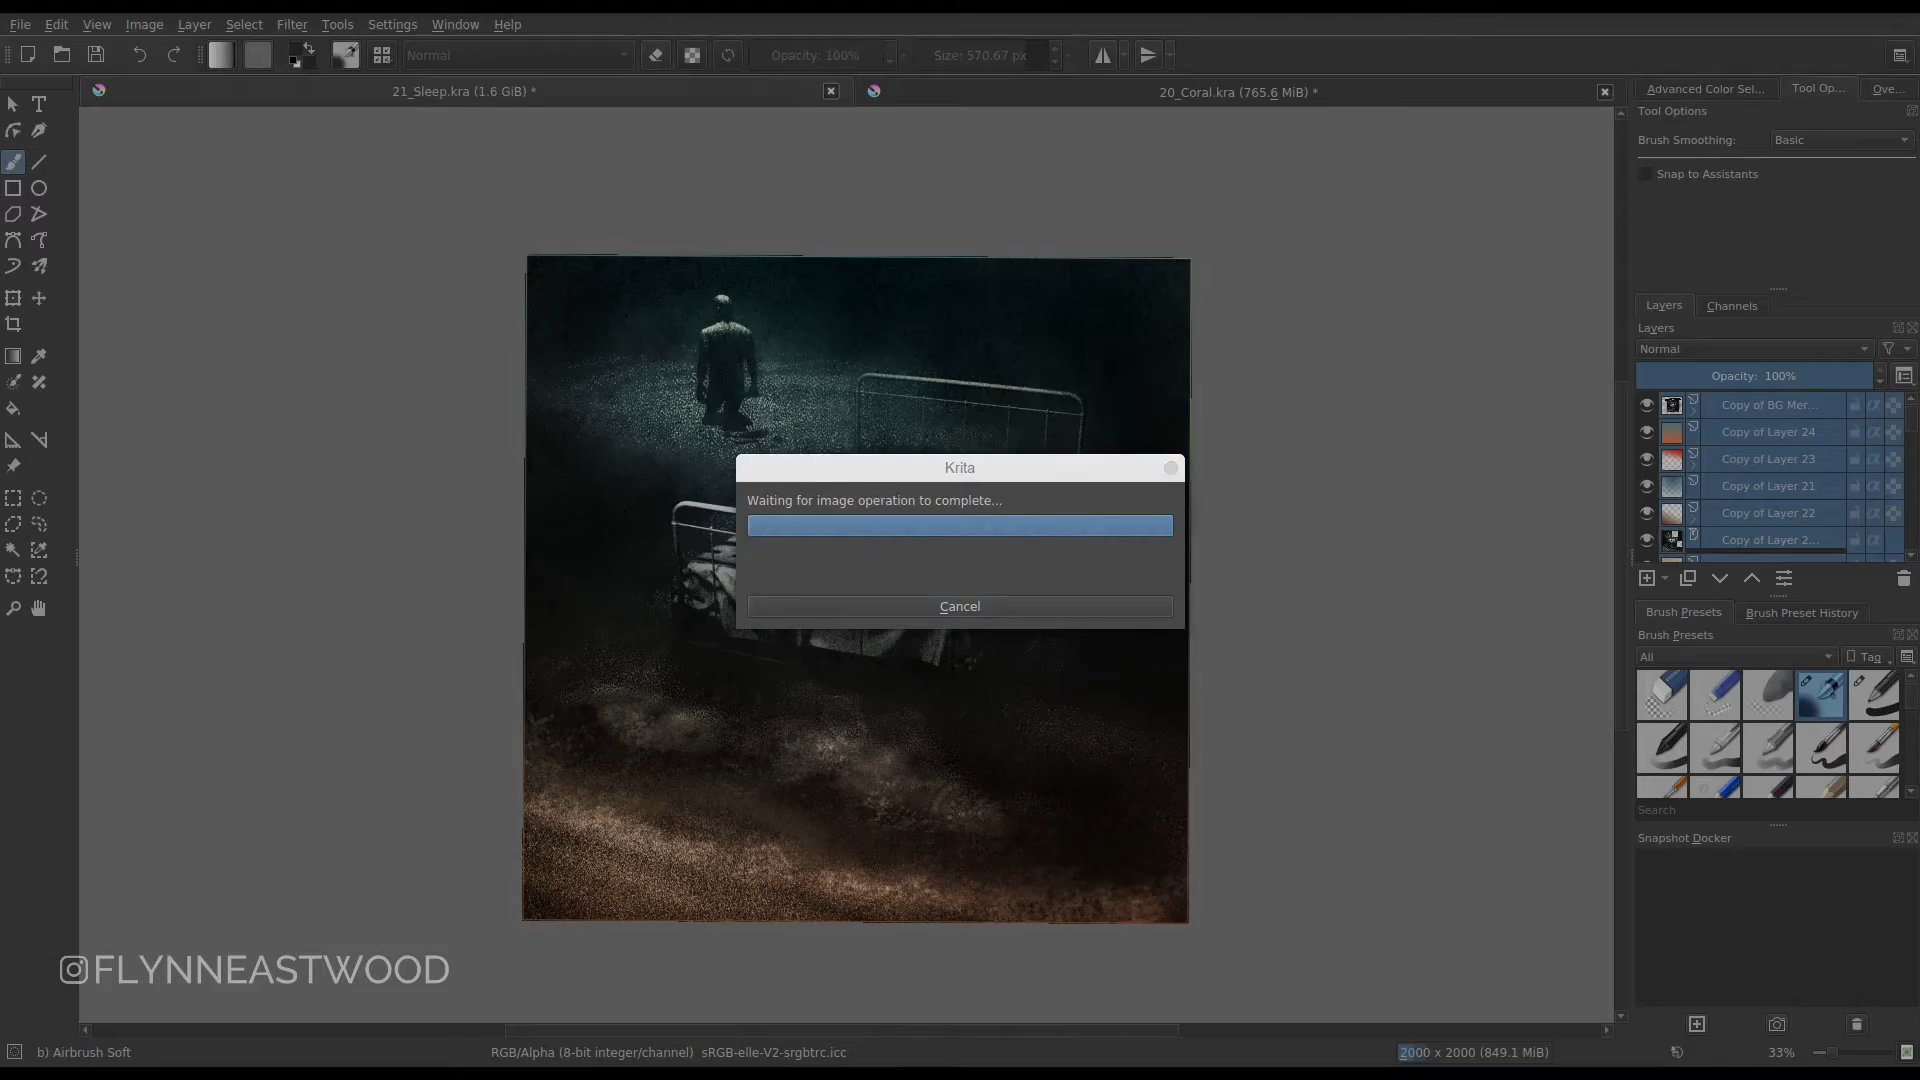 File Edit View Image Layer Select Filter Tools Settings Window Help
Normal
Opacity: 100%
Size: 570.67 px
21_Sleep.kra (1.6 GiB) *
20_Coral.kra (765.6 MiB) *
Advanced Color Sel...
Tool Op...
Ove...
Tool Options
Brush Smoothing:
Basic
Snap to Assistants
Layers
Channels
Layers
Normal
Opacity: 100%
Copy of BG Mer...
Copy of Layer 24
Copy of Layer 23
Copy of Layer 21
Copy of Layer 22
Copy of Layer 2...
Krita
Waiting for image operation to complete...
Cancel
Brush Presets
Brush Preset History
Brush Presets
All
Tag
Search
Snapshot Docker
@FLYNNEASTWOOD
b) Airbrush Soft
RGB/Alpha (8-bit integer/channel) sRGB-elle-V2-srgbtrc.icc
2000 x 2000 (849.1 MiB)
33%